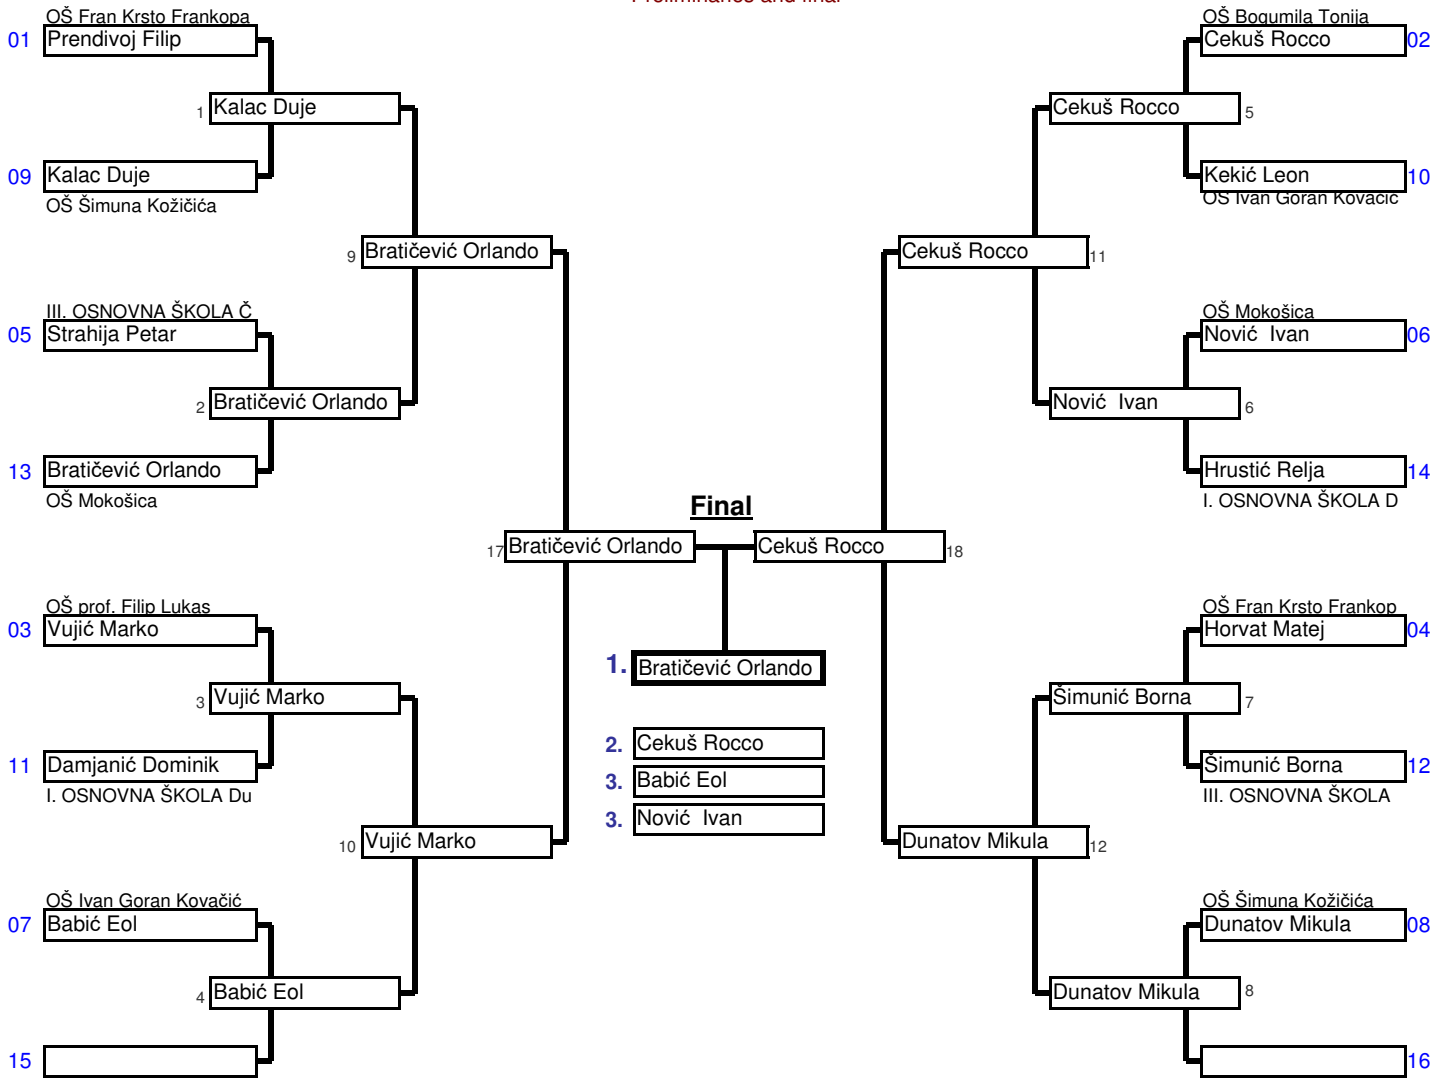 Preliminaries and final
OŠ Fran Krsto Frankopa
01 Prendivoj Filip
1 Kalac Duje
09 Kalac Duje
OŠ Šimuna Kožičića
9 Bratičević Orlando
III. OSNOVNA ŠKOLA Č
05 Strahija Petar
2 Bratičević Orlando
13 Bratičević Orlando
OŠ Mokošica
17 Bratičević Orlando
OŠ prof. Filip Lukas
03 Vujić Marko
3 Vujić Marko
11 Damjanić Dominik
I. OSNOVNA ŠKOLA Du
10 Vujić Marko
OŠ Ivan Goran Kovačić
07 Babić Eol
4 Babić Eol
15
Final
1. Bratičević Orlando
2. Cekuš Rocco
3. Babić Eol
3. Nović  Ivan
OŠ Bogumila Tonija
Cekuš Rocco 02
Cekuš Rocco 5
Kekić Leon 10
OŠ Ivan Goran Kovačić
Cekuš Rocco 11
OŠ Mokošica
Nović  Ivan 06
Nović  Ivan 6
Hrustić Relja 14
I. OSNOVNA ŠKOLA D
Cekuš Rocco 18
OŠ Fran Krsto Frankop
Horvat Matej 04
Šimunić Borna 7
Šimunić Borna 12
III. OSNOVNA ŠKOLA
Dunatov Mikula 12
OŠ Šimuna Kožičića
Dunatov Mikula 08
Dunatov Mikula 8
16